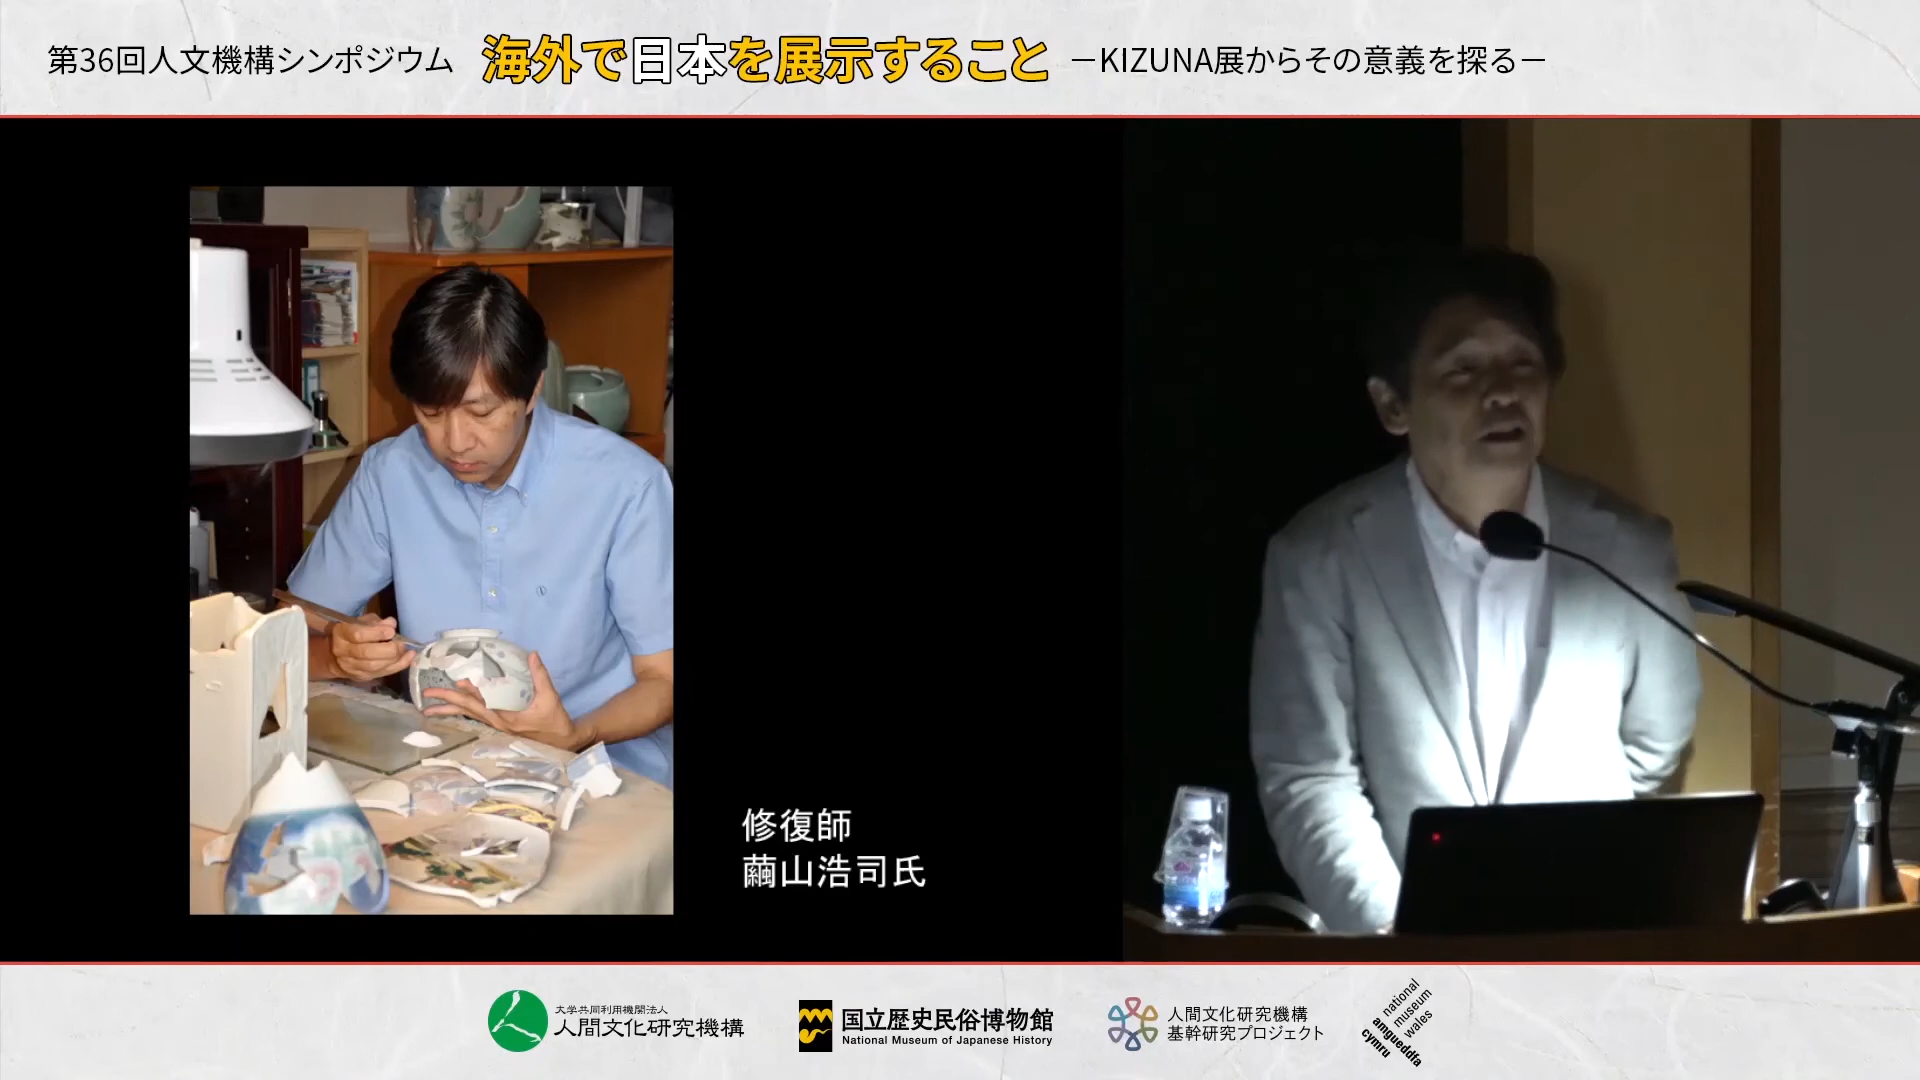 第36回人文機構シンポジウム 海外で日本を展示すること －KIZUNA展からその意義を探る－
修復師
繭山浩司氏
大学共同利用機関法人
人間文化研究機構
国立歴史民俗博物館
National Museum of Japanese History
人間文化研究機構
基幹研究プロジェクト
national
museum
wales
amgueddfa
cymru